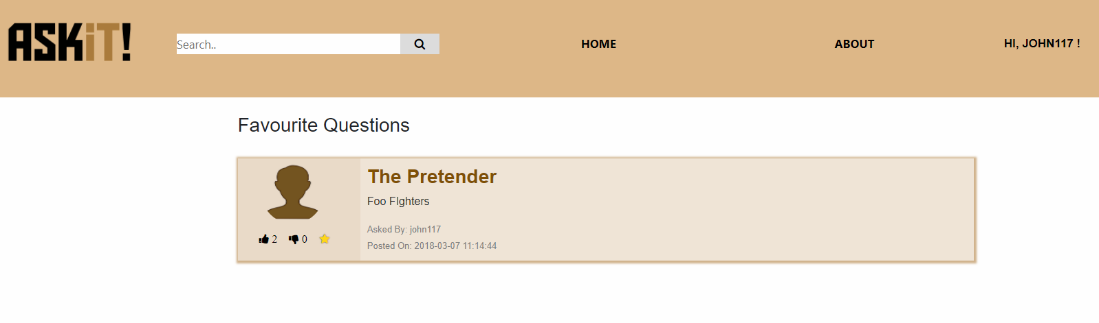 ASKiT!
Search..
HOME
ABOUT
HI, JOHN117 !
Favourite Questions
The Pretender
Foo FIghters
Asked By: john117
2 0
Posted On: 2018-03-07 11:14:44